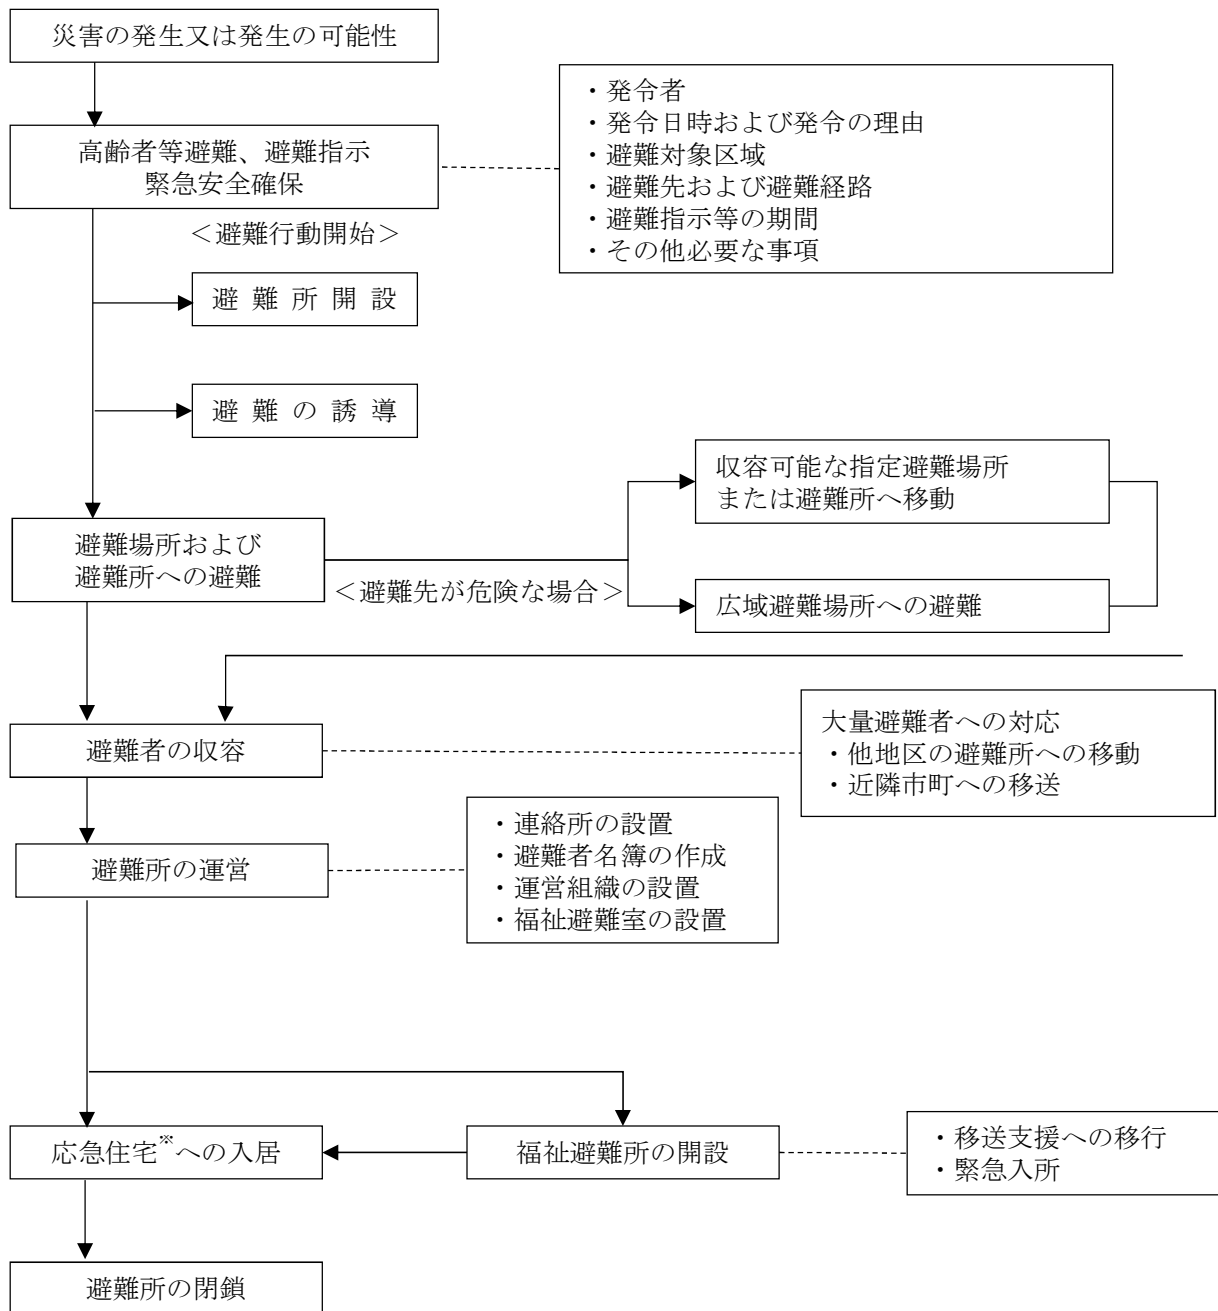 災害の発生又は発生の可能性
高齢者等避難、避難指示
緊急安全確保
・発令者
・発令日時および発令の理由
・避難対象区域
・避難先および避難経路
・避難指示等の期間
・その他必要な事項
＜避難行動開始＞
避難所開設
避難の誘導
収容可能な指定避難場所
または避難所へ移動
避難場所および
避難所への避難
＜避難先が危険な場合＞
広域避難場所への避難
避難者の収容
大量避難者への対応
・他地区の避難所への移動
・近隣市町への移送
避難所の運営
・連絡所の設置
・避難者名簿の作成
・運営組織の設置
・福祉避難室の設置
応急住宅※への入居
福祉避難所の開設
・移送支援への移行
・緊急入所
避難所の閉鎖